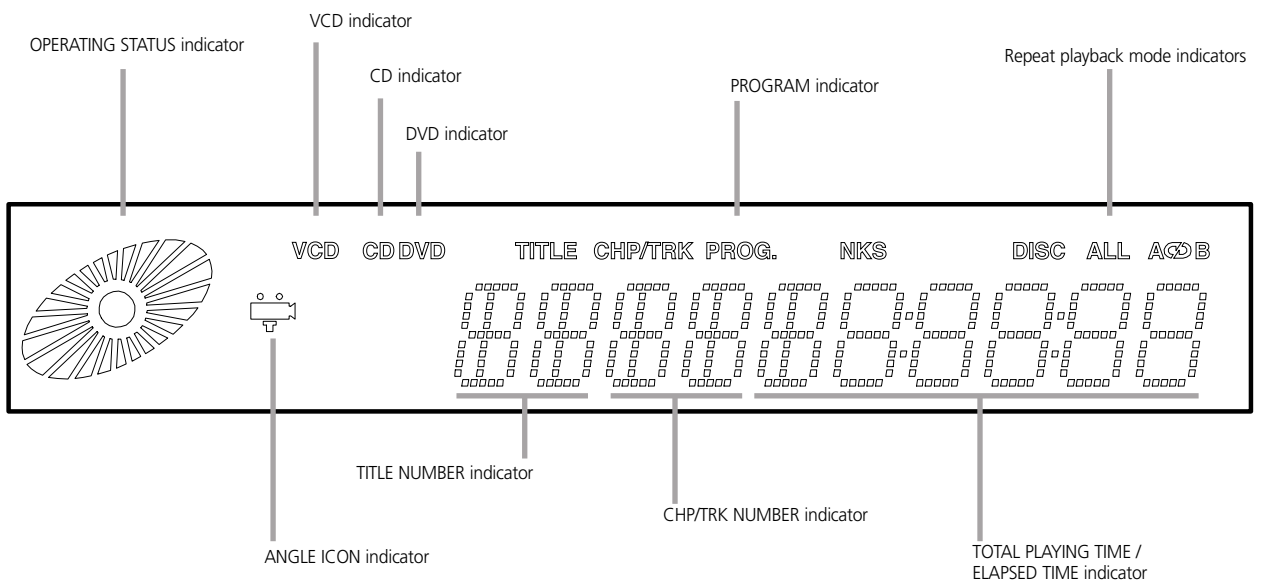 VCD indicator
OPERATING STATUS indicator
Repeat playback mode indicators
CD indicator
PROGRAM indicator
DVD indicator
VCD CD DVD TITLE CHP/TRK PROG. NKS DISC ALL A B
TITLE NUMBER indicator
CHP/TRK NUMBER indicator
ANGLE ICON indicator
TOTAL PLAYING TIME /
ELAPSED TIME indicator